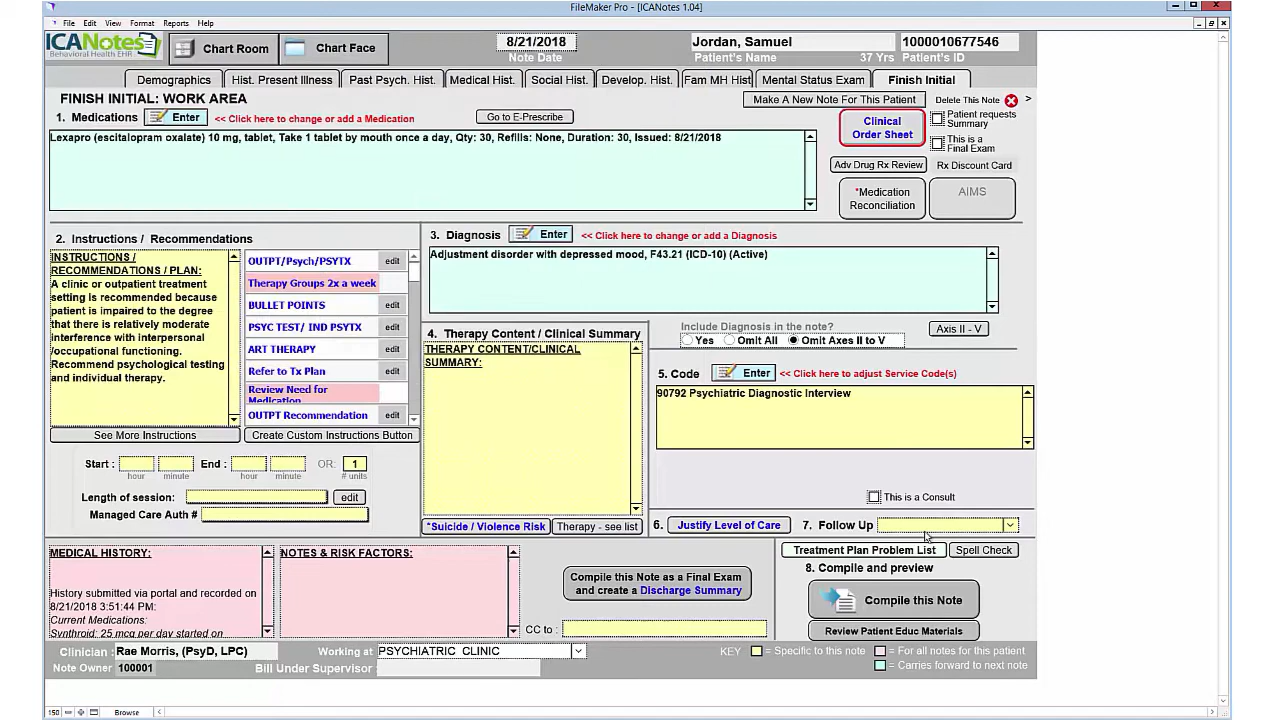 FileMaker Pro - [ICANotes 1.04]
File Edit View Format Reports Help
ICANotes
Behavioral Health EHR
Chart Room
Chart Face
8/21/2018
Note Date
Jordan, Samuel
Patient's Name
37 Yrs
1000010677546
Patient's ID
Demographics
Hist. Present Illness
Past Psych. Hist.
Medical Hist.
Social Hist.
Develop. Hist.
Fam MH Hist
Mental Status Exam
Finish Initial
FINISH INITIAL: WORK AREA
Make A New Note For This Patient
Delete This Note
>
1. Medications
Enter
<< Click here to change or add a Medication
Go to E-Prescribe
Clinical
Order Sheet
Patient requests
Summary
This is a
Final Exam
Lexapro (escitalopram oxalate) 10 mg, tablet, Take 1 tablet by mouth once a day, Qty: 30, Refills: None, Duration: 30, Issued: 8/21/2018
Adv Drug Rx Review
Rx Discount Card
*Medication
Reconciliation
AIMS
2. Instructions / Recommendations
INSTRUCTIONS /
RECOMMENDATIONS / PLAN:
A clinic or outpatient treatment
setting is recommended because
patient is impaired to the degree
that there is relatively moderate
interference with interpersonal
/occupational functioning.
Recommend psychological testing
and individual therapy.
OUTPT/Psych/PSYTX edit
Therapy Groups 2x a week
BULLET POINTS edit
PSYC TEST/ IND PSYTX edit
ART THERAPY edit
Refer to Tx Plan edit
Review Need for
Medication
OUTPT Recommendation edit
See More Instructions
Create Custom Instructions Button
Start :
hour
minute
End :
hour
minute
OR:
1
# units
Length of session:
edit
Managed Care Auth #
3. Diagnosis
Enter
<< Click here to change or add a Diagnosis
Adjustment disorder with depressed mood, F43.21 (ICD-10) (Active)
4. Therapy Content / Clinical Summary
THERAPY CONTENT/CLINICAL
SUMMARY:
*Suicide / Violence Risk
Therapy - see list
Include Diagnosis in the note?
Yes
Omit All
Omit Axes II to V
Axis II - V
5. Code
Enter
<< Click here to adjust Service Code(s)
90792 Psychiatric Diagnostic Interview
This is a Consult
6. Justify Level of Care
7. Follow Up
MEDICAL HISTORY:
History submitted via portal and recorded on
8/21/2018 3:51:44 PM:
Current Medications:
Synthroid: 25 mcg per day started on
NOTES & RISK FACTORS:
Compile this Note as a Final Exam
and create a Discharge Summary
CC to :
Treatment Plan Problem List
Spell Check
8. Compile and preview
Compile this Note
Review Patient Educ Materials
Clinician :
Rae Morris, (PsyD, LPC)
Working at
PSYCHIATRIC CLINIC
Note Owner
100001
Bill Under Supervisor :
KEY
= Specific to this note
= For all notes for this patient
= Carries forward to next note
150
Browse